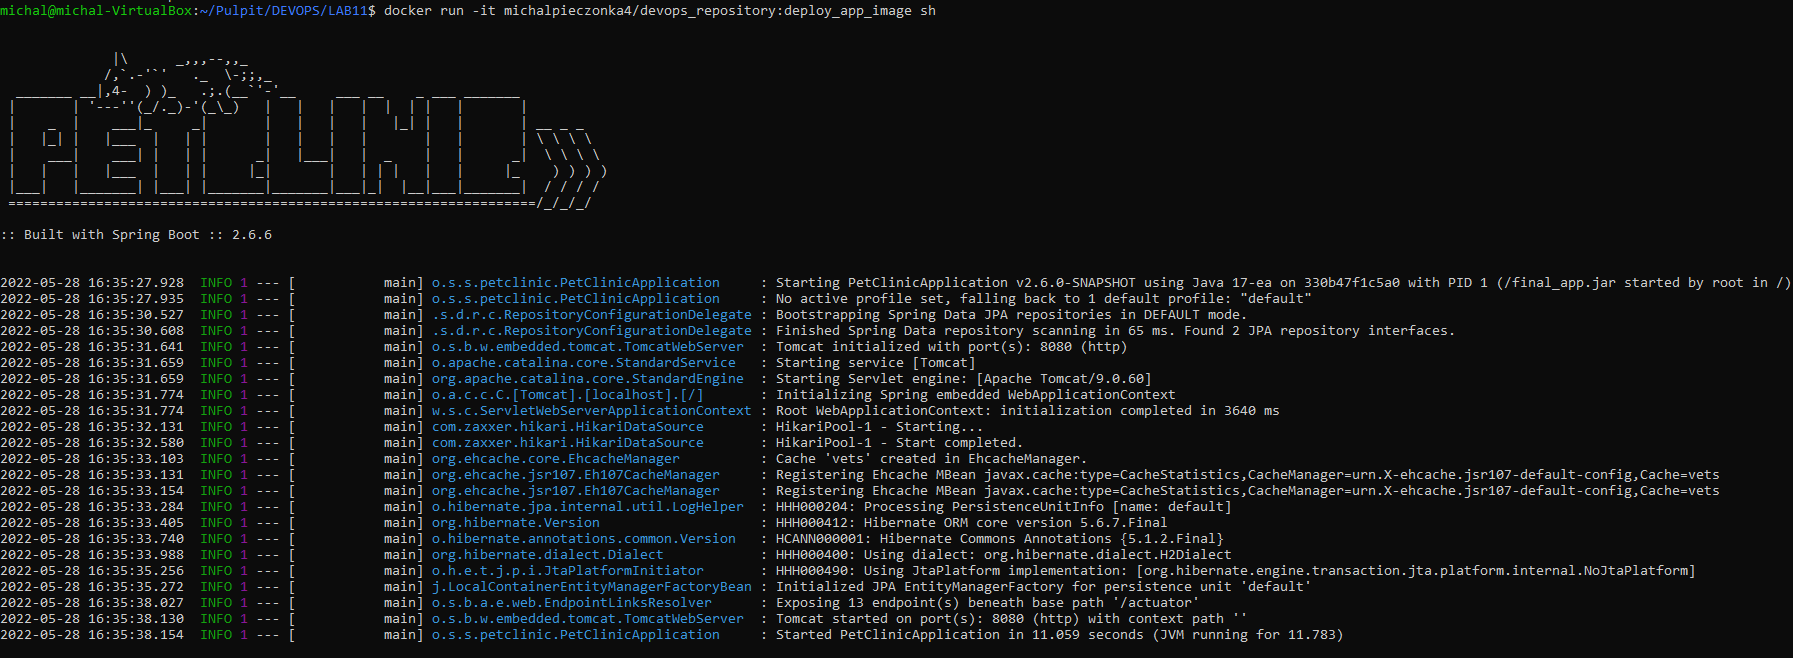 michal@michal-VirtualBox:~/Pulpit/DEVOPS/LAB11$ docker run -it michalpieczonka4/devops_repository:deploy_app_image sh
              |\      _,,,--,,_
             /,`.-'`'   ._  \-;;,_
  _______ __|,4-  ) )_   .;.(__`'-'__     ___ __    _ ___ _______
 |       | '---''(_/._)-'(_\_)   |   |   |   |  |  | |   |       |
 |    _  |    ___|_     _|       |   |   |   |   |_| |   |       | __ _ _
 |   |_| |   |___  |   | |       |   |   |   |       |   |       | \ \ \ \
 |    ___|    ___| |   | |      _|   |___|   |  _    |   |      _|  \ \ \ \
 |   |   |   |___  |   | |     |_|       |   | | |   |   |     |_    ) ) ) )
 |___|   |_______| |___| |_______|_______|___|_|  |__|___|_______|  / / / /
 ==================================================================/_/_/_/
:: Built with Spring Boot :: 2.6.6
2022-05-28 16:35:27.928  INFO 1 --- [           main] o.s.s.petclinic.PetClinicApplication     : Starting PetClinicApplication v2.6.0-SNAPSHOT using Java 17-ea on 330b47f1c5a0 with PID 1 (/final_app.jar started by root in /)
2022-05-28 16:35:27.935  INFO 1 --- [           main] o.s.s.petclinic.PetClinicApplication     : No active profile set, falling back to 1 default profile: "default"
2022-05-28 16:35:30.527  INFO 1 --- [           main] .s.d.r.c.RepositoryConfigurationDelegate : Bootstrapping Spring Data JPA repositories in DEFAULT mode.
2022-05-28 16:35:30.608  INFO 1 --- [           main] .s.d.r.c.RepositoryConfigurationDelegate : Finished Spring Data repository scanning in 65 ms. Found 2 JPA repository interfaces.
2022-05-28 16:35:31.641  INFO 1 --- [           main] o.s.b.w.embedded.tomcat.TomcatWebServer  : Tomcat initialized with port(s): 8080 (http)
2022-05-28 16:35:31.659  INFO 1 --- [           main] o.apache.catalina.core.StandardService   : Starting service [Tomcat]
2022-05-28 16:35:31.659  INFO 1 --- [           main] org.apache.catalina.core.StandardEngine  : Starting Servlet engine: [Apache Tomcat/9.0.60]
2022-05-28 16:35:31.774  INFO 1 --- [           main] o.a.c.c.C.[Tomcat].[localhost].[/]       : Initializing Spring embedded WebApplicationContext
2022-05-28 16:35:31.774  INFO 1 --- [           main] w.s.c.ServletWebServerApplicationContext : Root WebApplicationContext: initialization completed in 3640 ms
2022-05-28 16:35:32.131  INFO 1 --- [           main] com.zaxxer.hikari.HikariDataSource       : HikariPool-1 - Starting...
2022-05-28 16:35:32.580  INFO 1 --- [           main] com.zaxxer.hikari.HikariDataSource       : HikariPool-1 - Start completed.
2022-05-28 16:35:33.103  INFO 1 --- [           main] org.ehcache.core.EhcacheManager          : Cache 'vets' created in EhcacheManager.
2022-05-28 16:35:33.131  INFO 1 --- [           main] org.ehcache.jsr107.Eh107CacheManager     : Registering Ehcache MBean javax.cache:type=CacheStatistics,CacheManager=urn.X-ehcache.jsr107-default-config,Cache=vets
2022-05-28 16:35:33.154  INFO 1 --- [           main] org.ehcache.jsr107.Eh107CacheManager     : Registering Ehcache MBean javax.cache:type=CacheStatistics,CacheManager=urn.X-ehcache.jsr107-default-config,Cache=vets
2022-05-28 16:35:33.284  INFO 1 --- [           main] o.hibernate.jpa.internal.util.LogHelper  : HHH000204: Processing PersistenceUnitInfo [name: default]
2022-05-28 16:35:33.405  INFO 1 --- [           main] org.hibernate.Version                    : HHH000412: Hibernate ORM core version 5.6.7.Final
2022-05-28 16:35:33.740  INFO 1 --- [           main] o.hibernate.annotations.common.Version   : HCANN000001: Hibernate Commons Annotations {5.1.2.Final}
2022-05-28 16:35:33.988  INFO 1 --- [           main] org.hibernate.dialect.Dialect            : HHH000400: Using dialect: org.hibernate.dialect.H2Dialect
2022-05-28 16:35:35.256  INFO 1 --- [           main] o.h.e.t.j.p.i.JtaPlatformInitiator       : HHH000490: Using JtaPlatform implementation: [org.hibernate.engine.transaction.jta.platform.internal.NoJtaPlatform]
2022-05-28 16:35:35.272  INFO 1 --- [           main] j.LocalContainerEntityManagerFactoryBean : Initialized JPA EntityManagerFactory for persistence unit 'default'
2022-05-28 16:35:38.027  INFO 1 --- [           main] o.s.b.a.e.web.EndpointLinksResolver      : Exposing 13 endpoint(s) beneath base path '/actuator'
2022-05-28 16:35:38.130  INFO 1 --- [           main] o.s.b.w.embedded.tomcat.TomcatWebServer  : Tomcat started on port(s): 8080 (http) with context path ''
2022-05-28 16:35:38.154  INFO 1 --- [           main] o.s.s.petclinic.PetClinicApplication     : Started PetClinicApplication in 11.059 seconds (JVM running for 11.783)